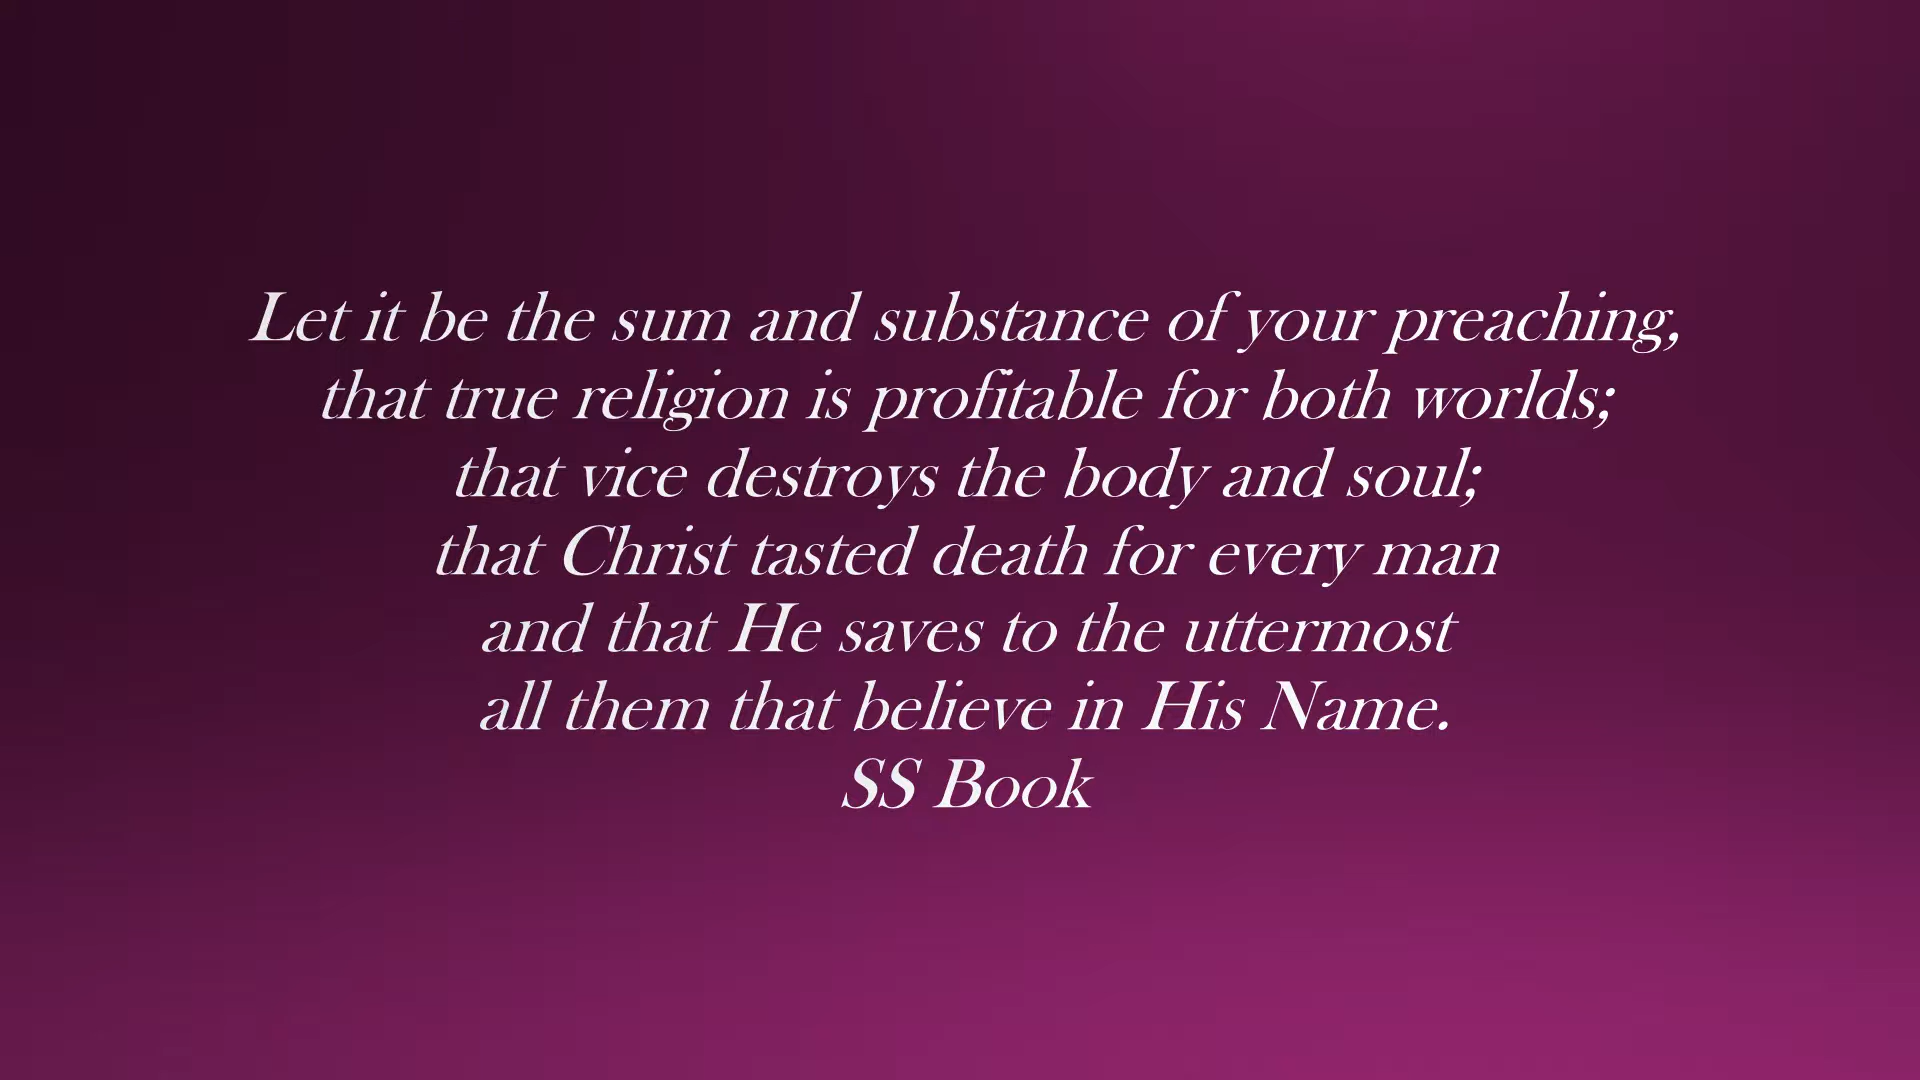 Let it be the sum and substance of your preaching,
that true religion is profitable for both worlds;
that vice destroys the body and soul;
that Christ tasted death for every man
and that He saves to the uttermost
all them that believe in His Name.
SS Book